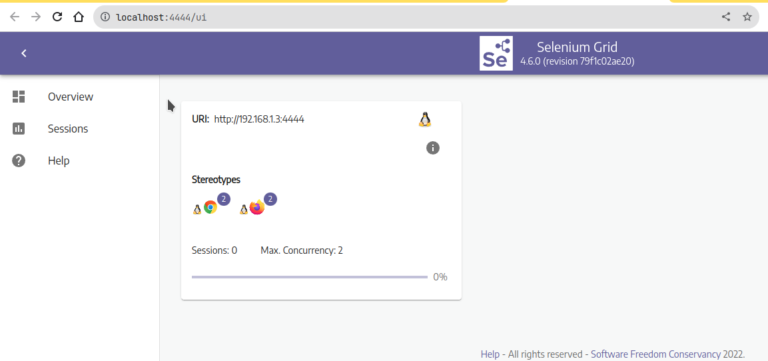 localhost:4444/ui
Se
Selenium Grid
4.6.0 (revision 79f1c02ae20)
Overview
Sessions
Help
URI: http://192.168.1.3:4444
Stereotypes
2 2
Sessions: 0 Max. Concurrency: 2
0%
Help - All rights reserved - Software Freedom Conservancy 2022.